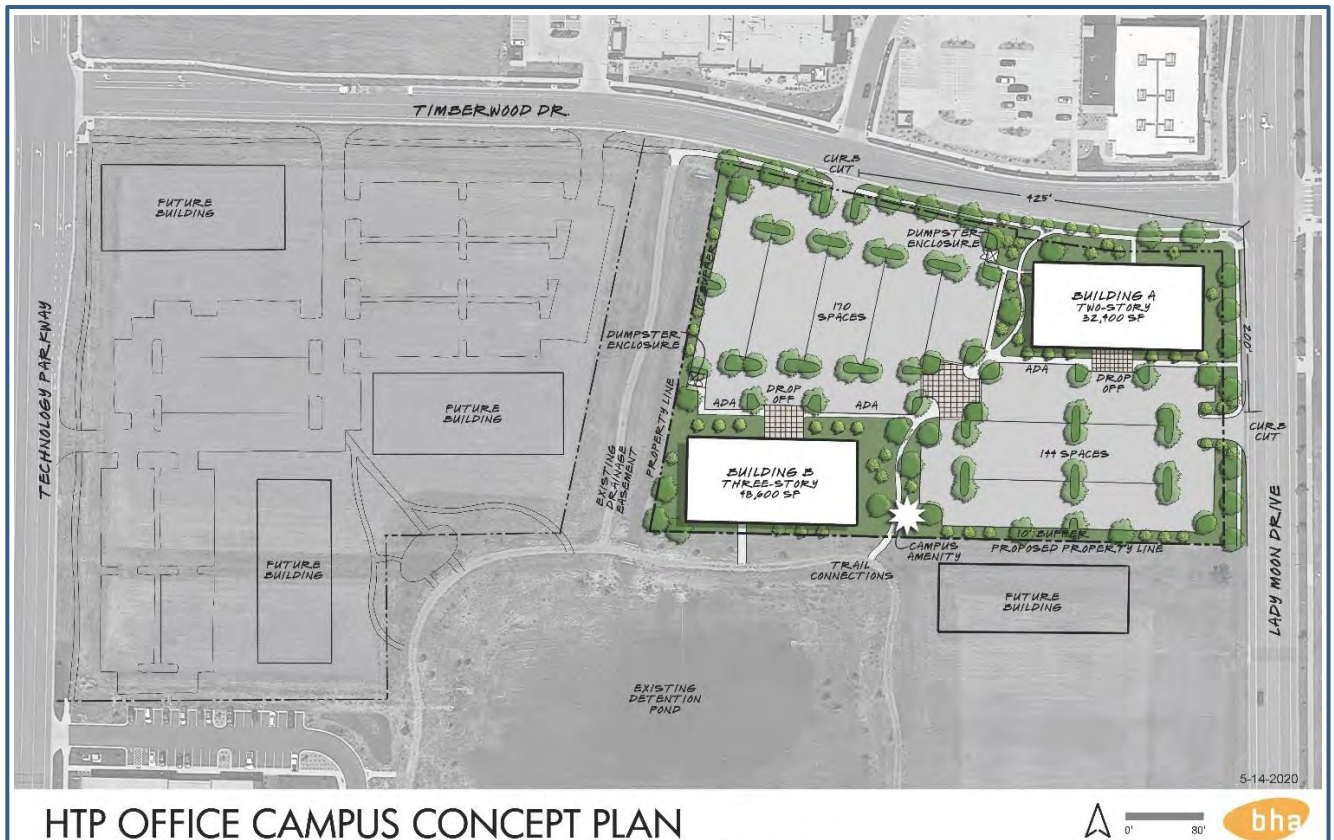 TIMBERWOOD DR.
CURB
CUT
425'
FUTURE
BUILDING
DUMPSTER
ENCLOSURE
10' BUFFER
BUILDING A
TWO-STORY
32,400 SF
170
SPACES
200'
TECHNOLOGY PARKWAY
DUMPSTER
ENCLOSURE
ADA
DROP
OFF
FUTURE
BUILDING
PROPERTY LINE
ADA
DROP
OFF
ADA
CURB
CUT
144 SPACES
EXISTING
DRAINAGE
EASEMENT
BUILDING B
THREE-STORY
48,600 SF
LADY MOON DRIVE
FUTURE
BUILDING
10' BUFFER
PROPOSED PROPERTY LINE
CAMPUS
AMENITY
TRAIL
CONNECTIONS
FUTURE
BUILDING
EXISTING
DETENTION
POND
5-14-2020
HTP OFFICE CAMPUS CONCEPT PLAN
0'
80'
bha